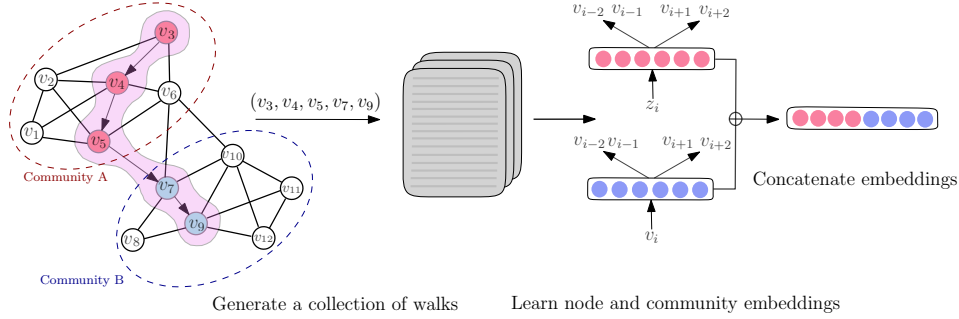 v₃
v₂
v₄
v₆
v₁
v₅
Community A
v₁₀
v₇
v₁₁
v₉
v₈
v₁₂
Community B
(v₃, v₄, v₅, v₇, v₉)
Generate a collection of walks
vᵢ₋₂ vᵢ₋₁ vᵢ₊₁ vᵢ₊₂
zᵢ
⊕
vᵢ₋₂ vᵢ₋₁ vᵢ₊₁ vᵢ₊₂
vᵢ
Learn node and community embeddings
Concatenate embeddings